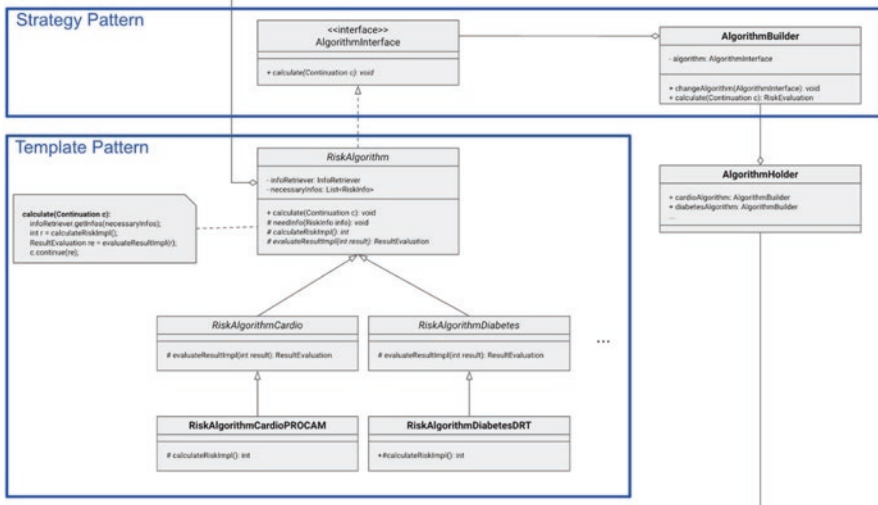 Strategy Pattern
<<interface>>
AlgorithmInterface
+ calculate(Continuation c): void
AlgorithmBuilder
- algorithm: AlgorithmInterface
+ changeAlgorithm(AlgorithmInterface): void
+ calculate(Continuation c): RiskEvaluation
Template Pattern
RiskAlgorithm
- infoRetriever: InfoRetriever
- necessaryInfos: List<RiskInfo>
+ calculate(Continuation c): void
# needInfo(RiskInfo info): void
# calculateRiskImpl(): int
# evaluateResultImpl(int result): ResultEvaluation
calculate(Continuation c):
infoRetriever.getInfos(necessaryInfos);
int r = calculateRiskImpl();
ResultEvaluation re = evaluateResultImpl(r);
c.continue(re);
AlgorithmHolder
+ cardioAlgorithm: AlgorithmBuilder
+ diabetesAlgorithm: AlgorithmBuilder
...
RiskAlgorithmCardio
# evaluateResultImpl(int result): ResultEvaluation
RiskAlgorithmDiabetes
# evaluateResultImpl(int result): ResultEvaluation
...
RiskAlgorithmCardioPROCAM
# calculateRiskImpl(): int
RiskAlgorithmDiabetesDRT
+#calculateRiskImpl(): int